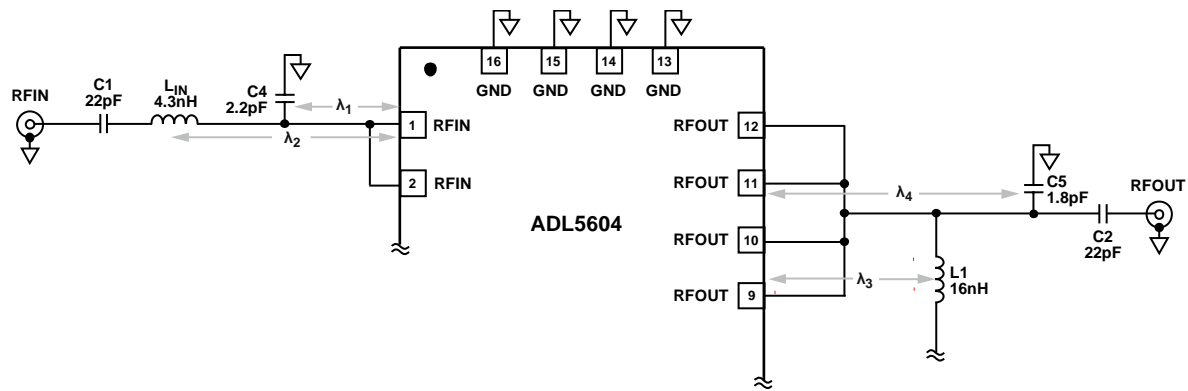 RFIN
C1
22pF
LIN
4.3nH
C4
2.2pF
λ1
λ2
16
15
14
13
GND
GND
GND
GND
1
RFIN
2
RFIN
ADL5604
RFOUT
12
RFOUT
11
RFOUT
10
RFOUT
9
λ4
λ3
C5
1.8pF
RFOUT
C2
22pF
L1
16nH